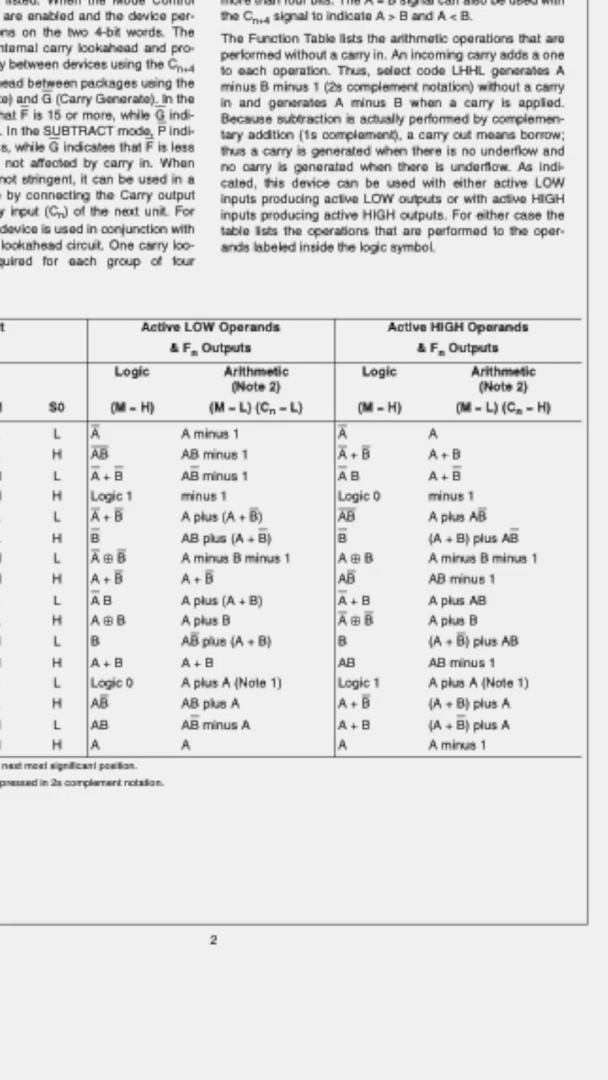 are enabled and the device per-
ns on the two 4-bit words. The
ternal carry lookahead and pro-
y between devices using the Cn+4
ead between packages using the
e) and G̅ (Carry Generate). In the
hat F̅ is 15 or more, while G̅ indi-
. In the SUBTRACT mode, P̅ indi-
s, while G̅ indicates that F̅ is less
not affected by carry in. When
not stringent, it can be used in a
by connecting the Carry output
y input (Cn) of the next unit. For
device is used in conjunction with
lookahead circuit. One carry loo-
quired for each group of four
the Cn+4 signal to indicate A > B and A < B.
The Function Table lists the arithmetic operations that are
performed without a carry in. An incoming carry adds a one
to each operation. Thus, select code LHHL generates A
minus B minus 1 (2s complement notation) without a carry
in and generates A minus B when a carry is applied.
Because subtraction is actually performed by complemen-
tary addition (1s complement), a carry out means borrow;
thus a carry is generated when there is no underflow and
no carry is generated when there is underflow. As indi-
cated, this device can be used with either active LOW
inputs producing active LOW outputs or with active HIGH
inputs producing active HIGH outputs. For either case the
table lists the operations that are performed to the oper-
ands labeled inside the logic symbol.
Active LOW Operands Active HIGH Operands
& Fn Outputs & Fn Outputs
Logic Arithmetic Logic Arithmetic
(Note 2) (Note 2)
S0 (M – H) (M – L) (Cn – L) (M – H) (M – L) (Cn – H)
L A̅ A minus 1 A̅ A
H A̅B̅ AB minus 1 A̅ + B̅ A + B
L A̅ + B̅ AB̅ minus 1 A̅ B A + B̅
H Logic 1 minus 1 Logic 0 minus 1
L A̅ + B̅ A plus (A + B̅) A̅B̅ A plus AB̅
H B̅ AB plus (A + B̅) B̅ (A + B) plus AB̅
L A̅ ⊕ B̅ A minus B minus 1 A ⊕ B A minus B minus 1
H A + B̅ A + B̅ AB̅ AB minus 1
L A̅ B A plus (A + B) A̅ + B A plus AB
H A ⊕ B A plus B A̅ ⊕ B̅ A plus B
L B AB̅ plus (A + B) B (A + B̅) plus AB
H A + B A + B AB AB minus 1
L Logic 0 A plus A (Note 1) Logic 1 A plus A (Note 1)
H AB̅ AB plus A A + B̅ (A + B) plus A
L AB AB̅ minus A A + B (A + B̅) plus A
H A A A A minus 1
next most significant position.
pressed in 2s complement notation.
2